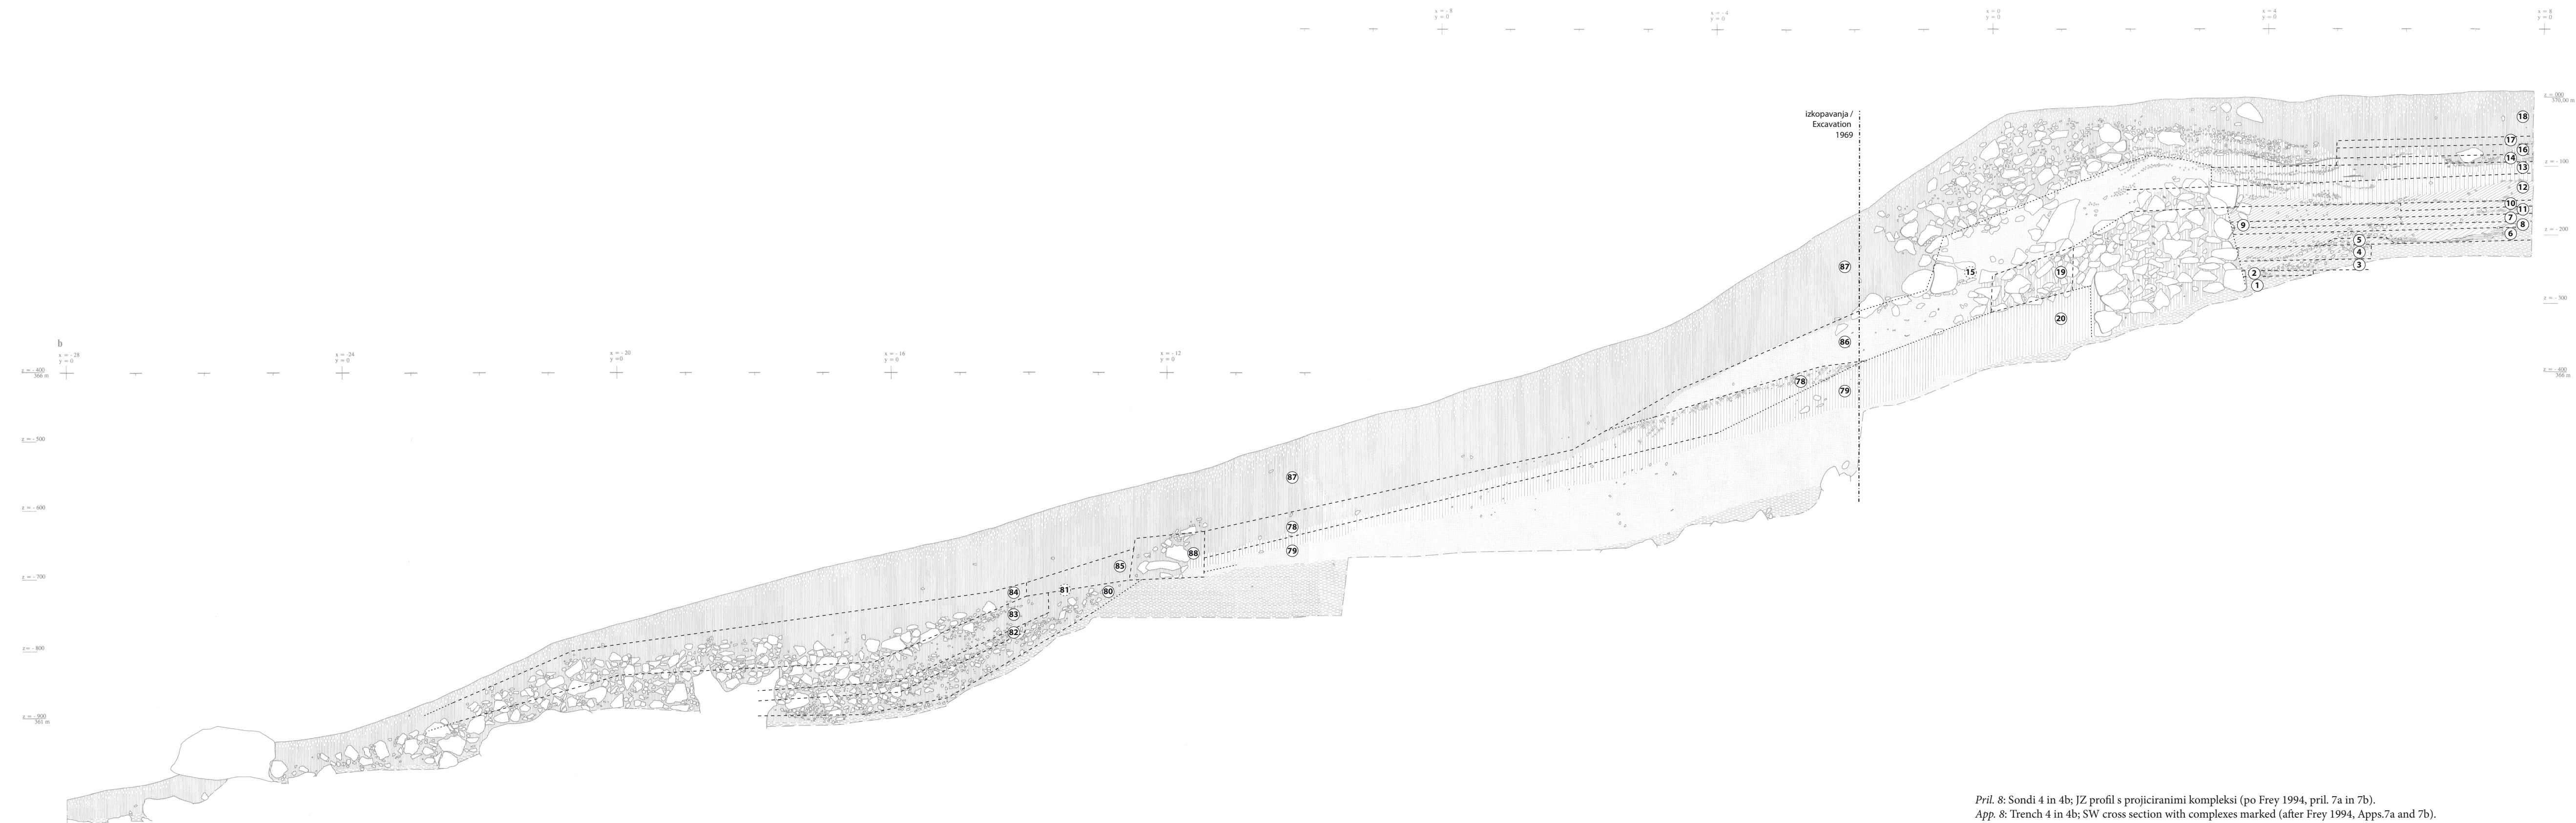 x = - 8
y = 0
x = - 4
y = 0
x = 0
y = 0
x = 4
y = 0
x = 8
y = 0
z = 000
370,00 m
izkopavanja /
Excavation
1969
18
17
16
14
z = - 100
13
12
10
11
7
9
8
z = - 200
6
5
4
87
3
15
19
2
1
z = - 300
20
b
86
x = - 28
y = 0
x = - 24
y = 0
x = - 20
y =0
x = - 16
y = 0
x = - 12
y = 0
z = - 400
366 m
z = - 400
366 m
78
79
z = - 500
87
z = - 600
78
79
88
85
z = - 700
84
81
80
83
82
z = - 800
z = - 900
361 m
Pril. 8: Sondi 4 in 4b; JZ profil s projiciranimi kompleksi (po Frey 1994, pril. 7a in 7b).
App. 8: Trench 4 in 4b; SW cross section with complexes marked (after Frey 1994, Apps.7a and 7b).